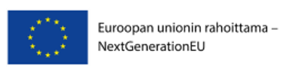 Euroopan unionin rahoittama –
NextGenerationEU